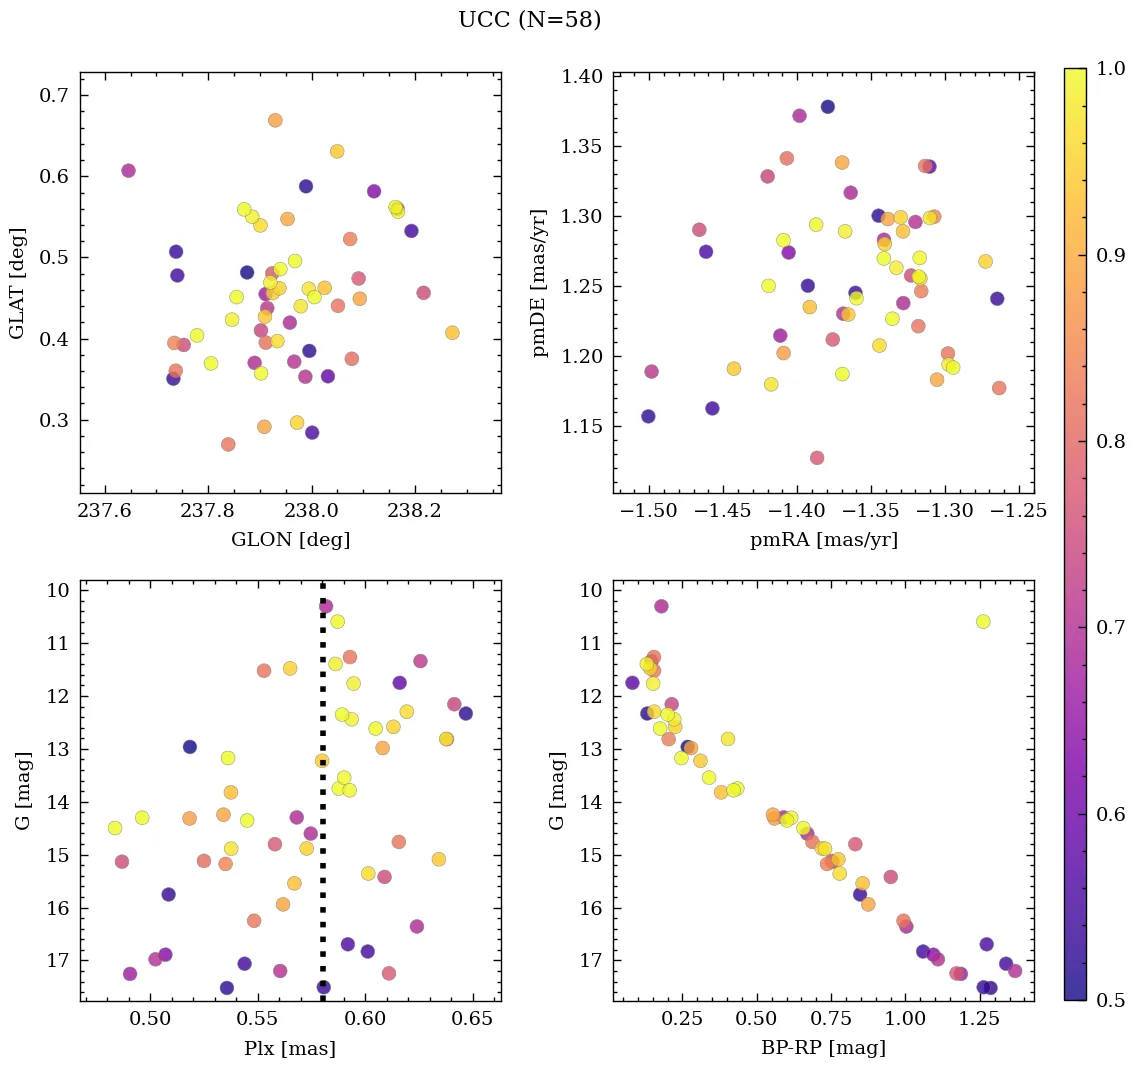 UCC (N=58)
0.7
0.6
0.5
0.4
0.3
GLAT [deg]
237.6 237.8 238.0 238.2
GLON [deg]
1.40
1.35
1.30
1.25
1.20
1.15
pmDE [mas/yr]
−1.50 −1.45 −1.40 −1.35 −1.30 −1.25
pmRA [mas/yr]
10
11
12
13
14
15
16
17
G [mag]
0.50 0.55 0.60 0.65
Plx [mas]
10
11
12
13
14
15
16
17
G [mag]
0.25 0.50 0.75 1.00 1.25
BP-RP [mag]
1.0
0.9
0.8
0.7
0.6
0.5